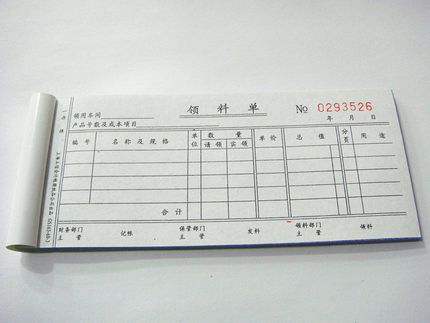 领料单 No 0293526
领用车间
产品号数及成本项目 年 月 日
编号 名称及规格 单位 数量 单价 总值 分页 用途
请领 实领
合计
财务部门主管 记帐 保管部门主管 发料 领料部门主管 领料